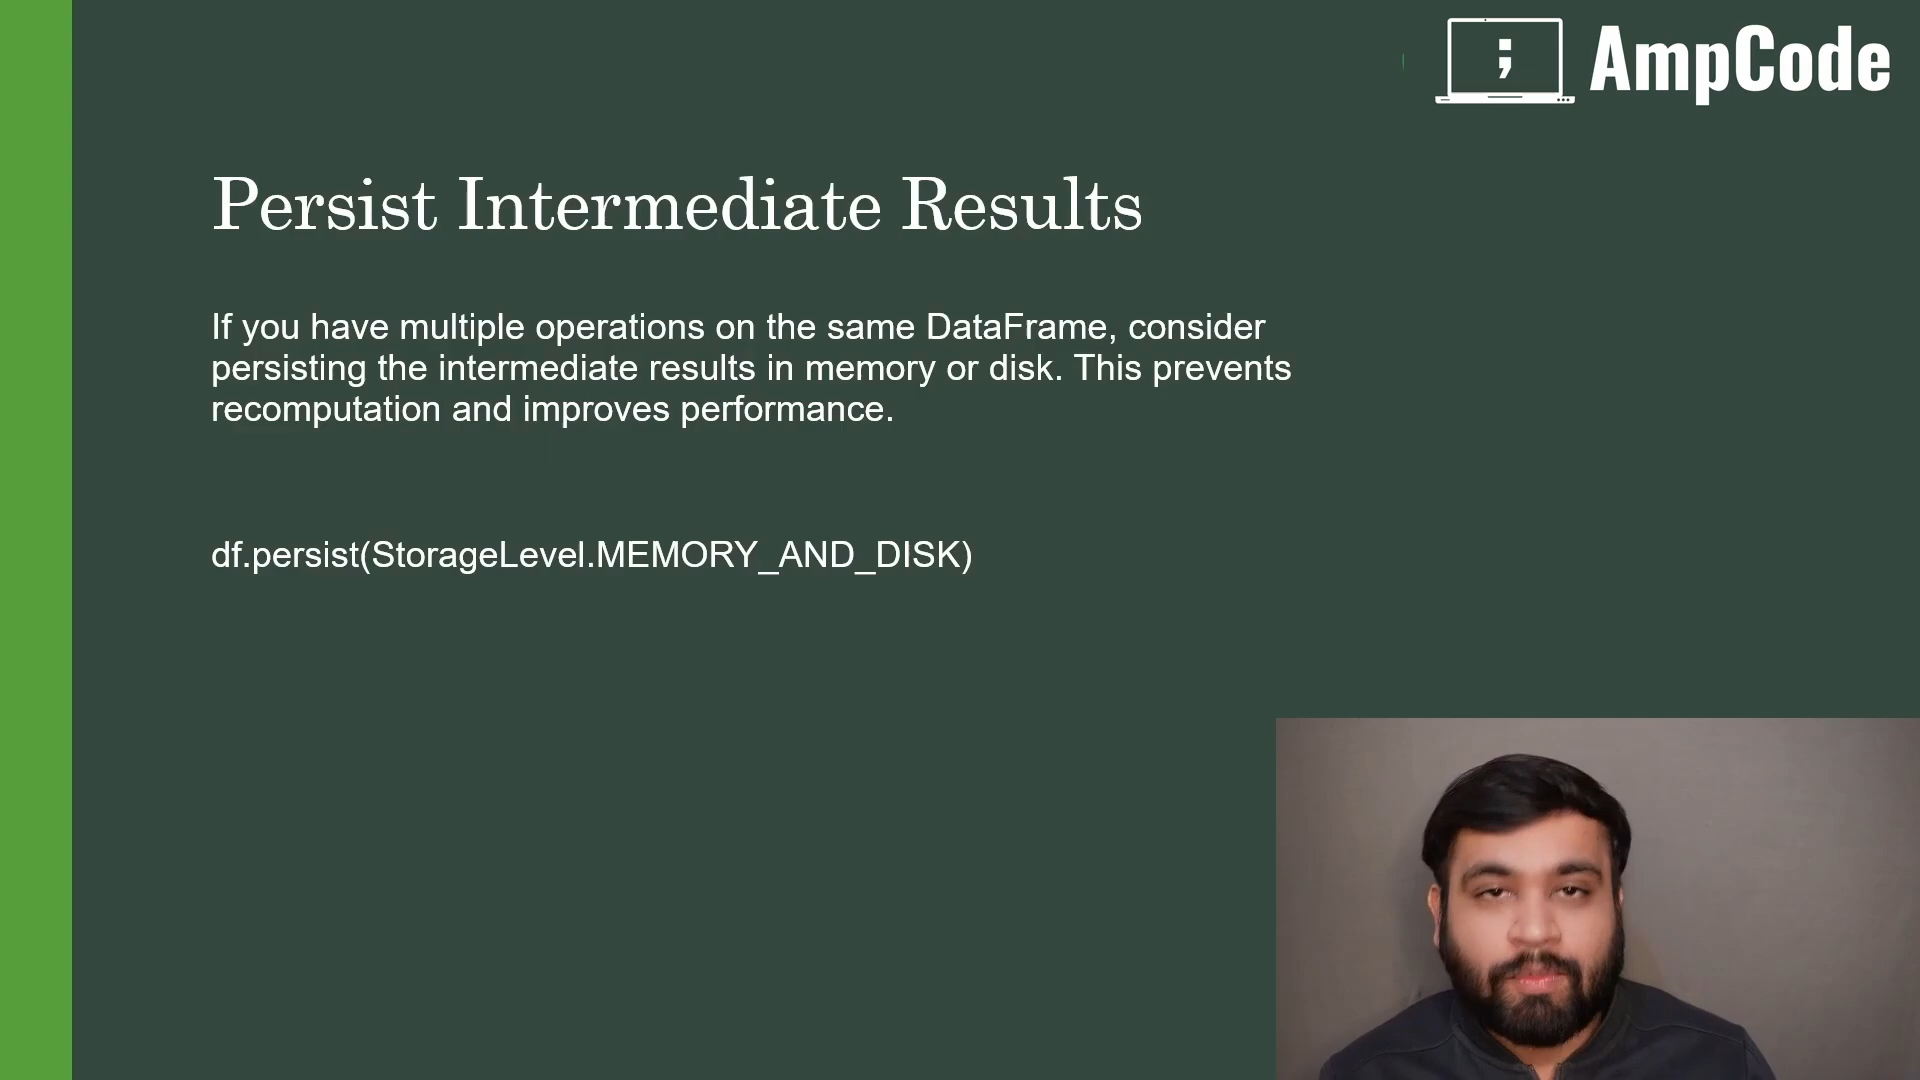 ; AmpCode
Persist Intermediate Results
If you have multiple operations on the same DataFrame, consider
persisting the intermediate results in memory or disk. This prevents
recomputation and improves performance.
df.persist(StorageLevel.MEMORY_AND_DISK)